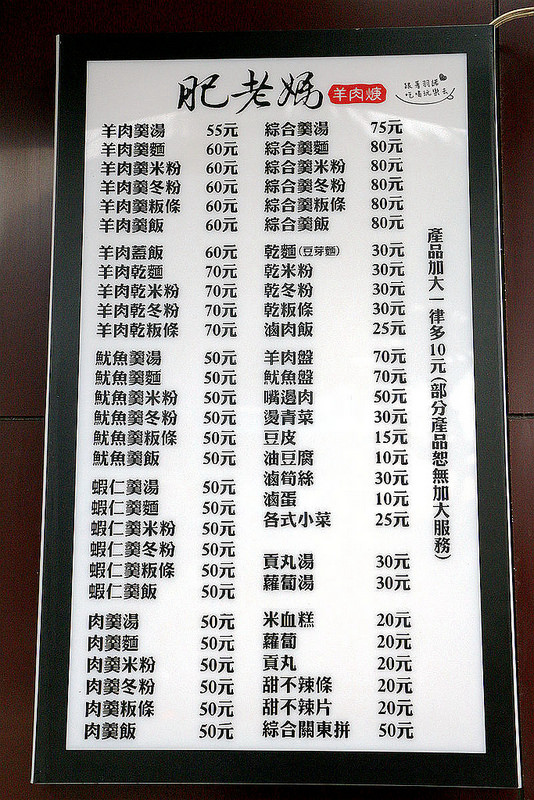 肥老媽 羊肉焿
跟著羽諾
吃喝玩樂去
羊肉羹湯 55元
羊肉羹麵 60元
羊肉羹米粉 60元
羊肉羹冬粉 60元
羊肉羹粄條 60元
羊肉羹飯 60元
羊肉蓋飯 60元
羊肉乾麵 70元
羊肉乾米粉 70元
羊肉乾冬粉 70元
羊肉乾粄條 70元
魷魚羹湯 50元
魷魚羹麵 50元
魷魚羹米粉 50元
魷魚羹冬粉 50元
魷魚羹粄條 50元
魷魚羹飯 50元
蝦仁羹湯 50元
蝦仁羹麵 50元
蝦仁羹米粉 50元
蝦仁羹冬粉 50元
蝦仁羹粄條 50元
蝦仁羹飯 50元
肉羹湯 50元
肉羹麵 50元
肉羹米粉 50元
肉羹冬粉 50元
肉羹粄條 50元
肉羹飯 50元
綜合羹湯 75元
綜合羹麵 80元
綜合羹米粉 80元
綜合羹冬粉 80元
綜合羹粄條 80元
綜合羹飯 80元
乾麵(豆芽麵) 30元
乾米粉 30元
乾冬粉 30元
乾粄條 30元
滷肉飯 25元
羊肉盤 70元
魷魚盤 70元
嘴邊肉 50元
燙青菜 30元
豆皮 15元
油豆腐 10元
滷筍絲 30元
滷蛋 10元
各式小菜 25元
貢丸湯 30元
蘿蔔湯 30元
米血糕 20元
蘿蔔 20元
貢丸 20元
甜不辣條 20元
甜不辣片 20元
綜合關東拼 50元
產品加大一律多10元(部分產品恕無加大服務)